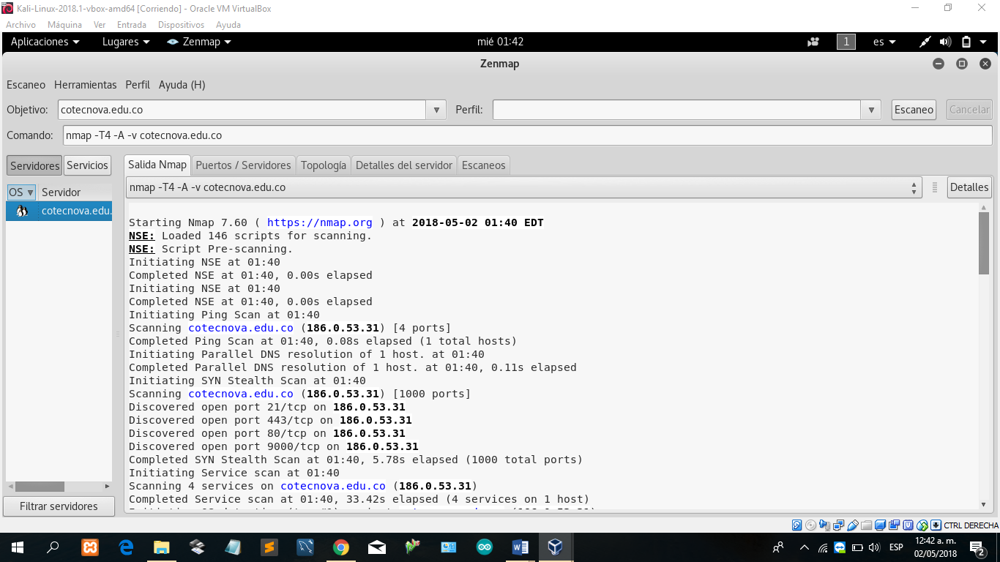 Kali-Linux-2018.1-vbox-amd64 [Corriendo] - Oracle VM VirtualBox
Archivo Máquina Ver Entrada Dispositivos Ayuda
Aplicaciones Lugares Zenmap mié 01:42 1 es
Zenmap
Escaneo Herramientas Perfil Ayuda (H)
Objetivo: cotecnova.edu.co Perfil: Escaneo Cancelar
Comando: nmap -T4 -A -v cotecnova.edu.co
Servidores Servicios Salida Nmap Puertos / Servidores Topología Detalles del servidor Escaneos
OS Servidor nmap -T4 -A -v cotecnova.edu.co Detalles
cotecnova.edu.
Starting Nmap 7.60 ( https://nmap.org ) at 2018-05-02 01:40 EDT
NSE: Loaded 146 scripts for scanning.
NSE: Script Pre-scanning.
Initiating NSE at 01:40
Completed NSE at 01:40, 0.00s elapsed
Initiating NSE at 01:40
Completed NSE at 01:40, 0.00s elapsed
Initiating Ping Scan at 01:40
Scanning cotecnova.edu.co (186.0.53.31) [4 ports]
Completed Ping Scan at 01:40, 0.08s elapsed (1 total hosts)
Initiating Parallel DNS resolution of 1 host. at 01:40
Completed Parallel DNS resolution of 1 host. at 01:40, 0.11s elapsed
Initiating SYN Stealth Scan at 01:40
Scanning cotecnova.edu.co (186.0.53.31) [1000 ports]
Discovered open port 21/tcp on 186.0.53.31
Discovered open port 443/tcp on 186.0.53.31
Discovered open port 80/tcp on 186.0.53.31
Discovered open port 9000/tcp on 186.0.53.31
Completed SYN Stealth Scan at 01:40, 5.78s elapsed (1000 total ports)
Initiating Service scan at 01:40
Scanning 4 services on cotecnova.edu.co (186.0.53.31)
Completed Service scan at 01:40, 33.42s elapsed (4 services on 1 host)
Filtrar servidores
CTRL DERECHA
ESP 12:42 a. m.
02/05/2018 2